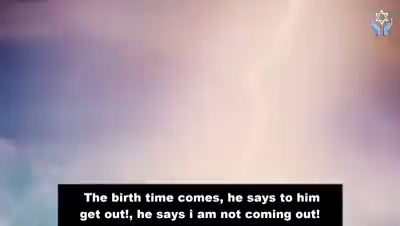 The birth time comes, he says to him
get out!, he says i am not coming out!